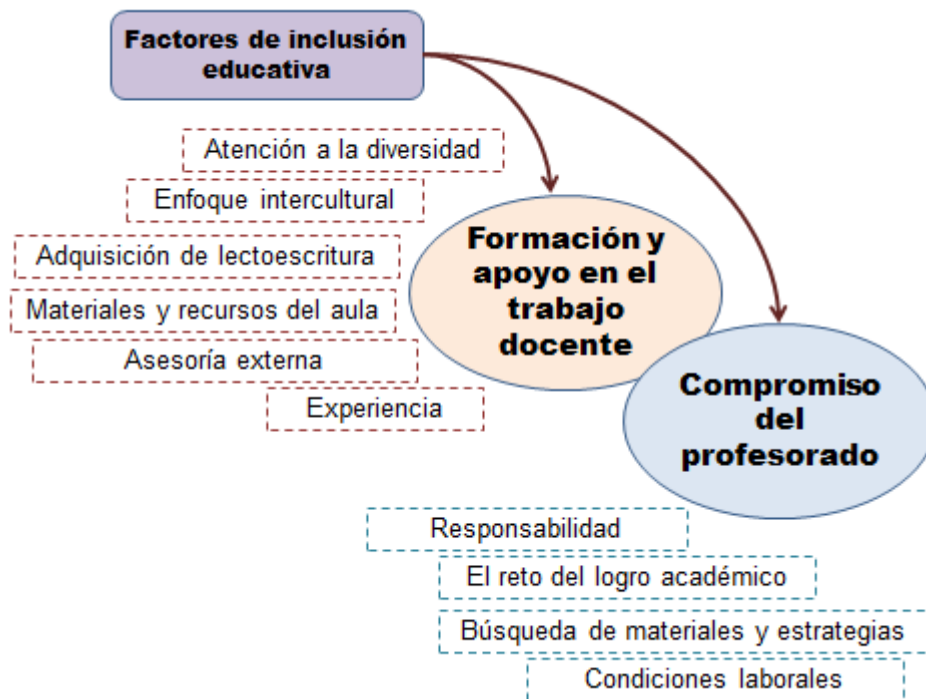 Factores de inclusión
educativa
Atención a la diversidad
Enfoque intercultural
Adquisición de lectoescritura
Materiales y recursos del aula
Asesoría externa
Experiencia
Formación y
apoyo en el
trabajo
docente
Compromiso
del
profesorado
Responsabilidad
El reto del logro académico
Búsqueda de materiales y estrategias
Condiciones laborales